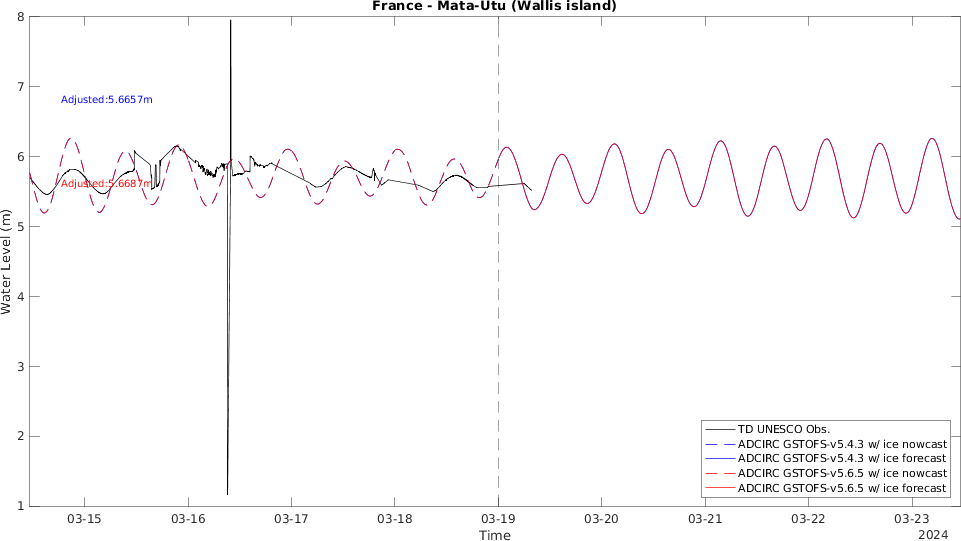 France - Mata-Utu (Wallis island)
8
7
6
5
4
3
2
1
Water Level (m)
Adjusted:5.6657m
Adjusted:5.6687m
TD UNESCO Obs.
ADCIRC GSTOFS-v5.4.3 w/ ice nowcast
ADCIRC GSTOFS-v5.4.3 w/ ice forecast
ADCIRC GSTOFS-v5.6.5 w/ ice nowcast
ADCIRC GSTOFS-v5.6.5 w/ ice forecast
03-15 03-16 03-17 03-18 03-19 03-20 03-21 03-22 03-23
Time
2024